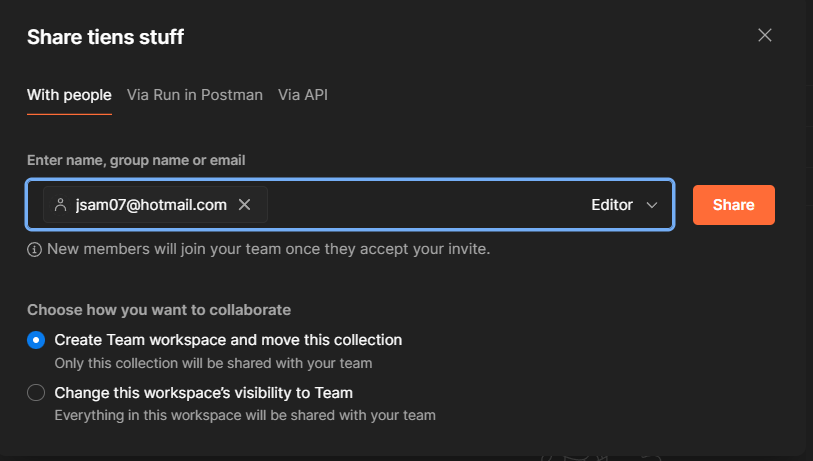 Share tiens stuff
With people Via Run in Postman Via API
Enter name, group name or email
jsam07@hotmail.com Editor Share
New members will join your team once they accept your invite.
Choose how you want to collaborate
Create Team workspace and move this collection
Only this collection will be shared with your team
Change this workspace’s visibility to Team
Everything in this workspace will be shared with your team